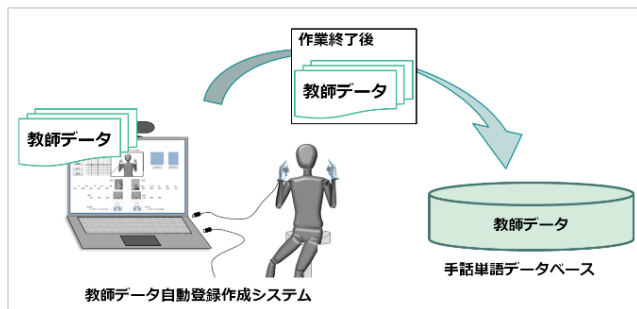 作業終了後
教師データ
教師データ
教師データ
手話単語データベース
教師データ自動登録作成システム